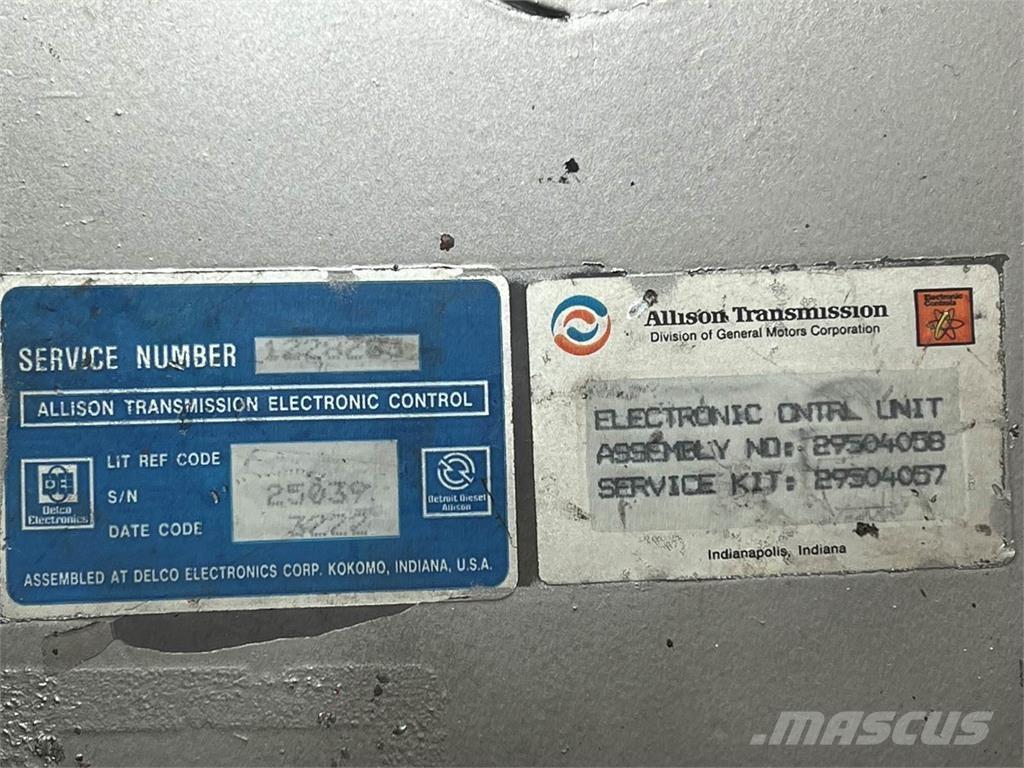 SERVICE NUMBER
ALLISON TRANSMISSION ELECTRONIC CONTROL
LIT REF CODE
S/N 25039
DATE CODE
Delco
Electronics
Detroit Diesel
Allison
ASSEMBLED AT DELCO ELECTRONICS CORP. KOKOMO, INDIANA, U.S.A.
Allison Transmission
Division of General Motors Corporation
Electronic
Controls
ELECTRONIC CNTRL UNIT
ASSEMBLY NO: 29504058
SERVICE KIT: 29504057
Indianapolis, Indiana
MASCUS